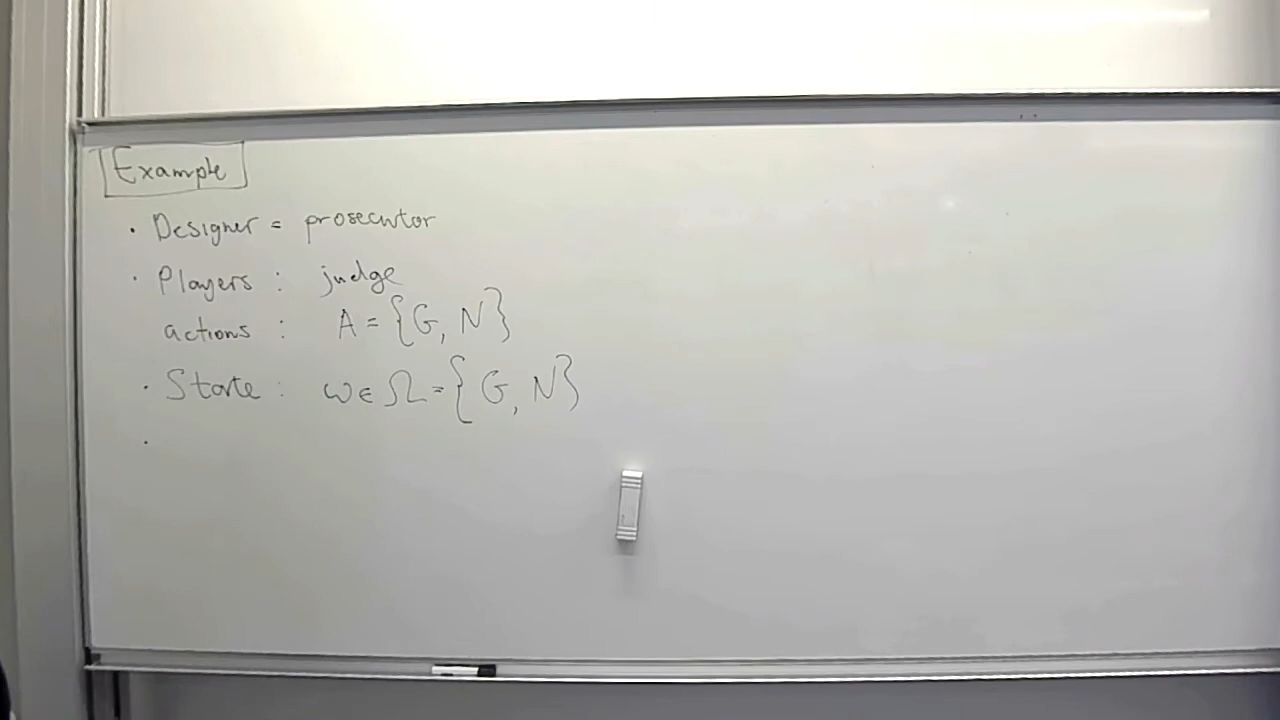 Example
· Designer = prosecutor
· Players : judge
actions : A = {G, N}
· State : ω ∈ Ω = {G, N}
·